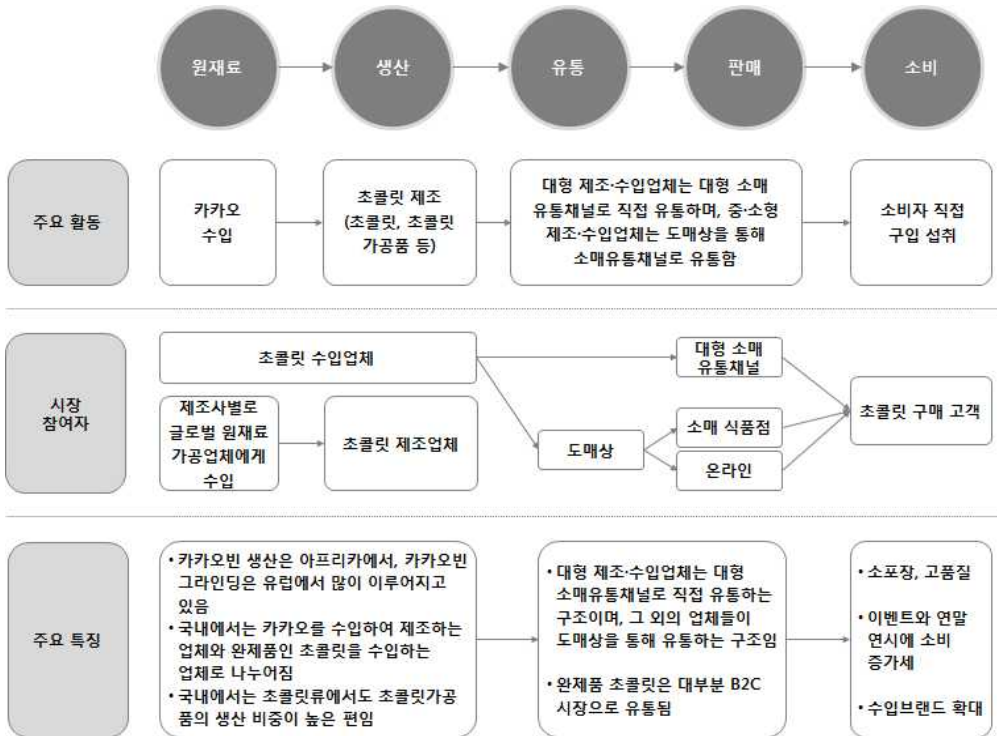 원재료
생산
유통
판매
소비
주요 활동
카카오
수입
초콜릿 제조
(초콜릿, 초콜릿
가공품 등)
대형 제조·수입업체는 대형 소매
유통채널로 직접 유통하며, 중·소형
제조·수입업체는 도매상을 통해
소매유통채널로 유통함
소비자 직접
구입 섭취
시장
참여자
초콜릿 수입업체
제조사별로
글로벌 원재료
가공업체에게
수입
초콜릿 제조업체
도매상
대형 소매
유통채널
소매 식품점
온라인
초콜릿 구매 고객
주요 특징
• 카카오빈 생산은 아프리카에서, 카카오빈
그라인딩은 유럽에서 많이 이루어지고
있음
• 국내에서는 카카오를 수입하여 제조하는
업체와 완제품인 초콜릿을 수입하는
업체로 나누어짐
• 국내에서는 초콜릿류에서도 초콜릿가공
품의 생산 비중이 높은 편임
• 대형 제조·수입업체는 대형
소매유통채널로 직접 유통하는
구조이며, 그 외의 업체들이
도매상을 통해 유통하는 구조임
• 완제품 초콜릿은 대부분 B2C
시장으로 유통됨
• 소포장, 고품질
• 이벤트와 연말
연시에 소비
증가세
• 수입브랜드 확대